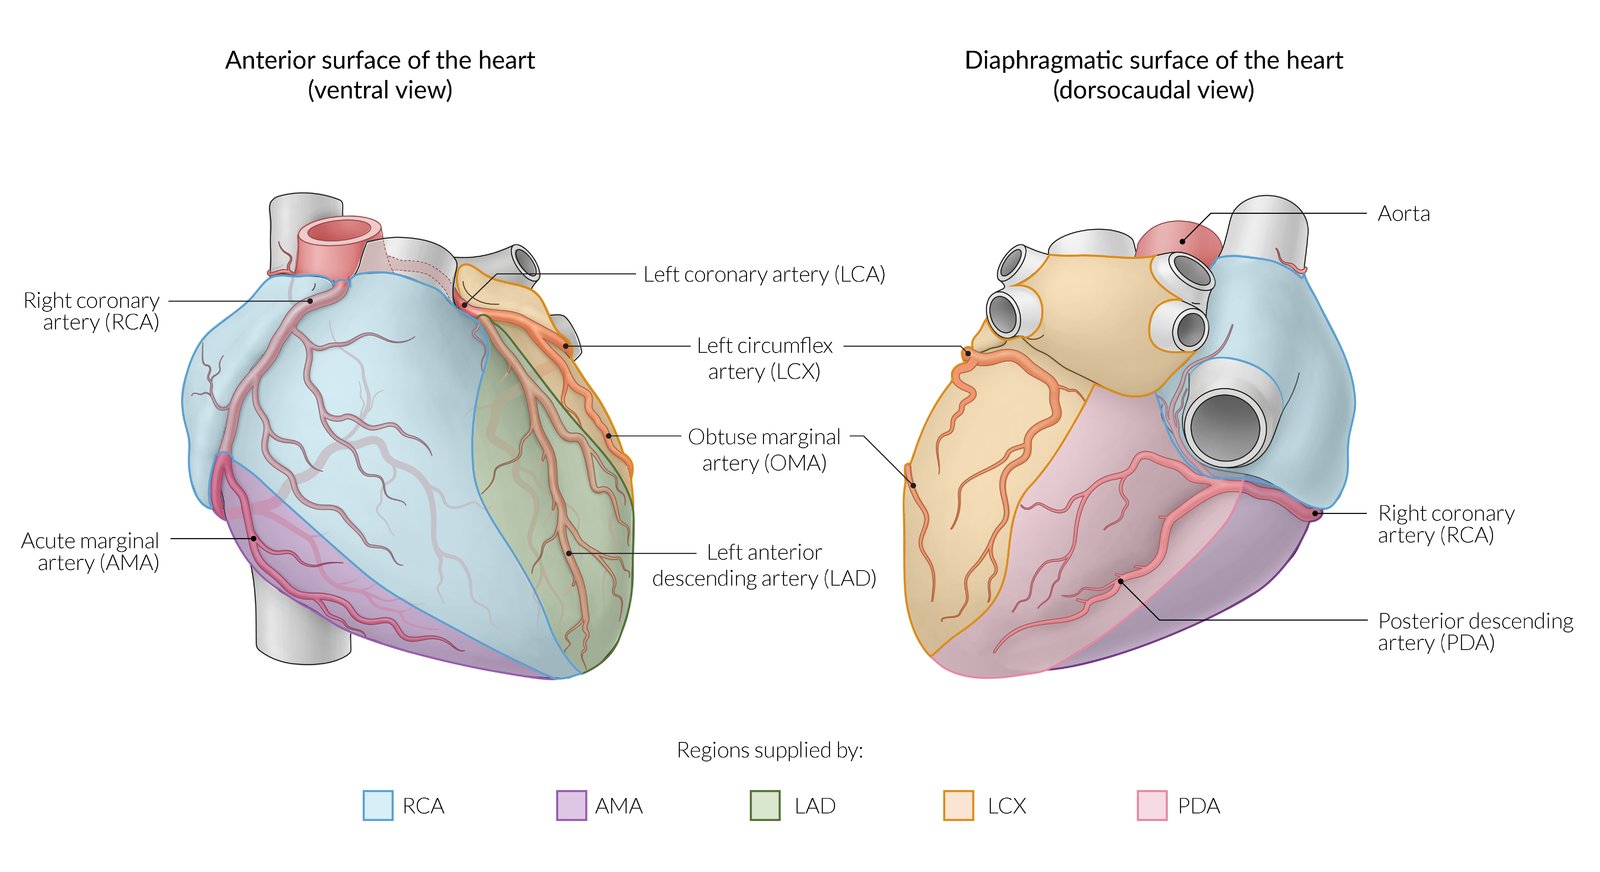 Anterior surface of the heart
(ventral view)
Diaphragmatic surface of the heart
(dorsocaudal view)
Right coronary
artery (RCA)
Acute marginal
artery (AMA)
Left coronary artery (LCA)
Left circumflex
artery (LCX)
Obtuse marginal
artery (OMA)
Left anterior
descending artery (LAD)
Aorta
Right coronary
artery (RCA)
Posterior descending
artery (PDA)
Regions supplied by:
RCA
AMA
LAD
LCX
PDA